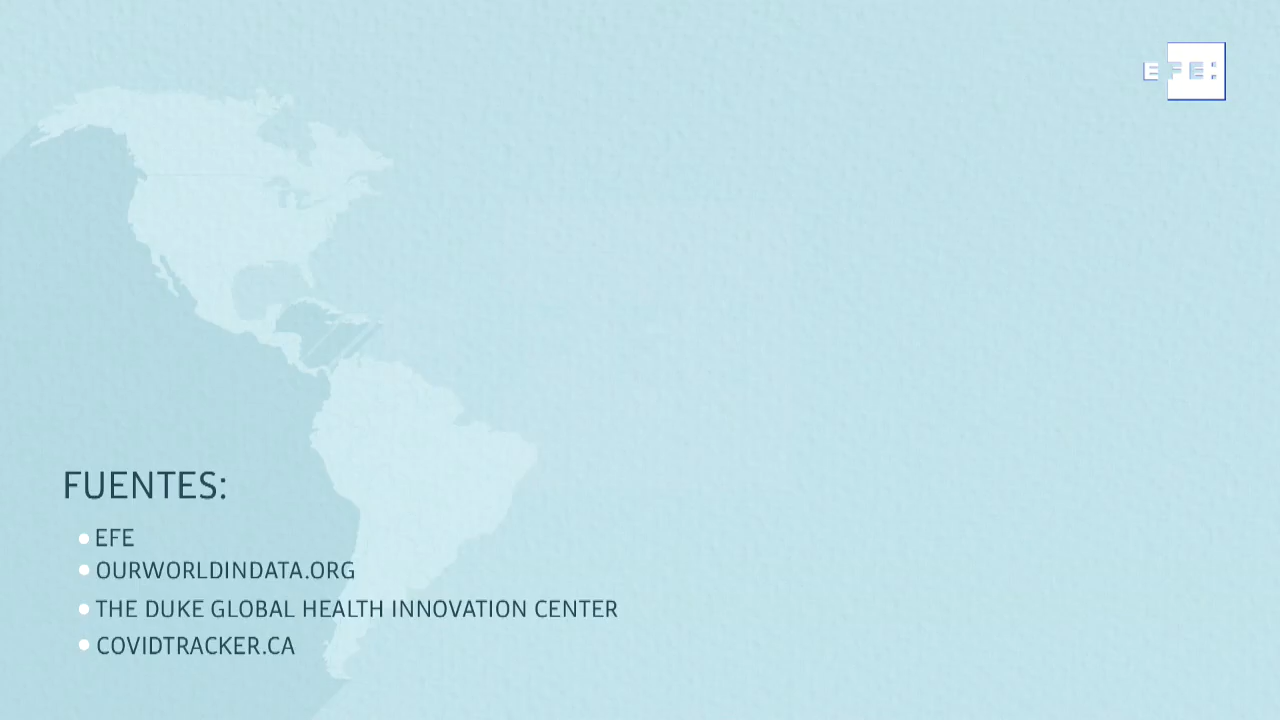 EFE:
FUENTES:
EFE
OURWORLDINDATA.ORG
THE DUKE GLOBAL HEALTH INNOVATION CENTER
COVIDTRACKER.CA